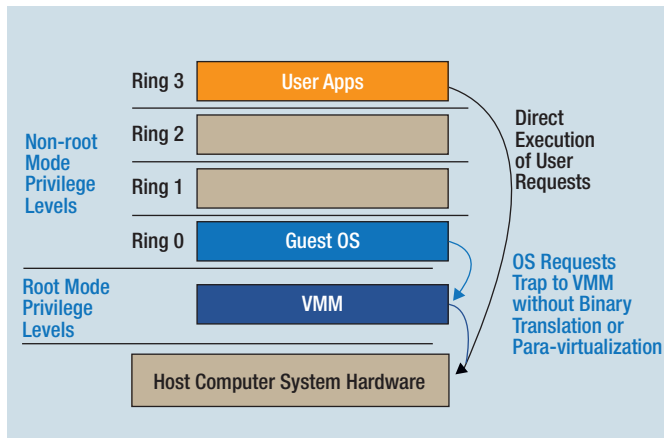 Ring 3
User Apps
Ring 2
Ring 1
Ring 0
Guest OS
VMM
Host Computer System Hardware
Non-root
Mode
Privilege
Levels
Root Mode
Privilege
Levels
Direct
Execution
of User
Requests
OS Requests
Trap to VMM
without Binary
Translation or
Para-virtualization